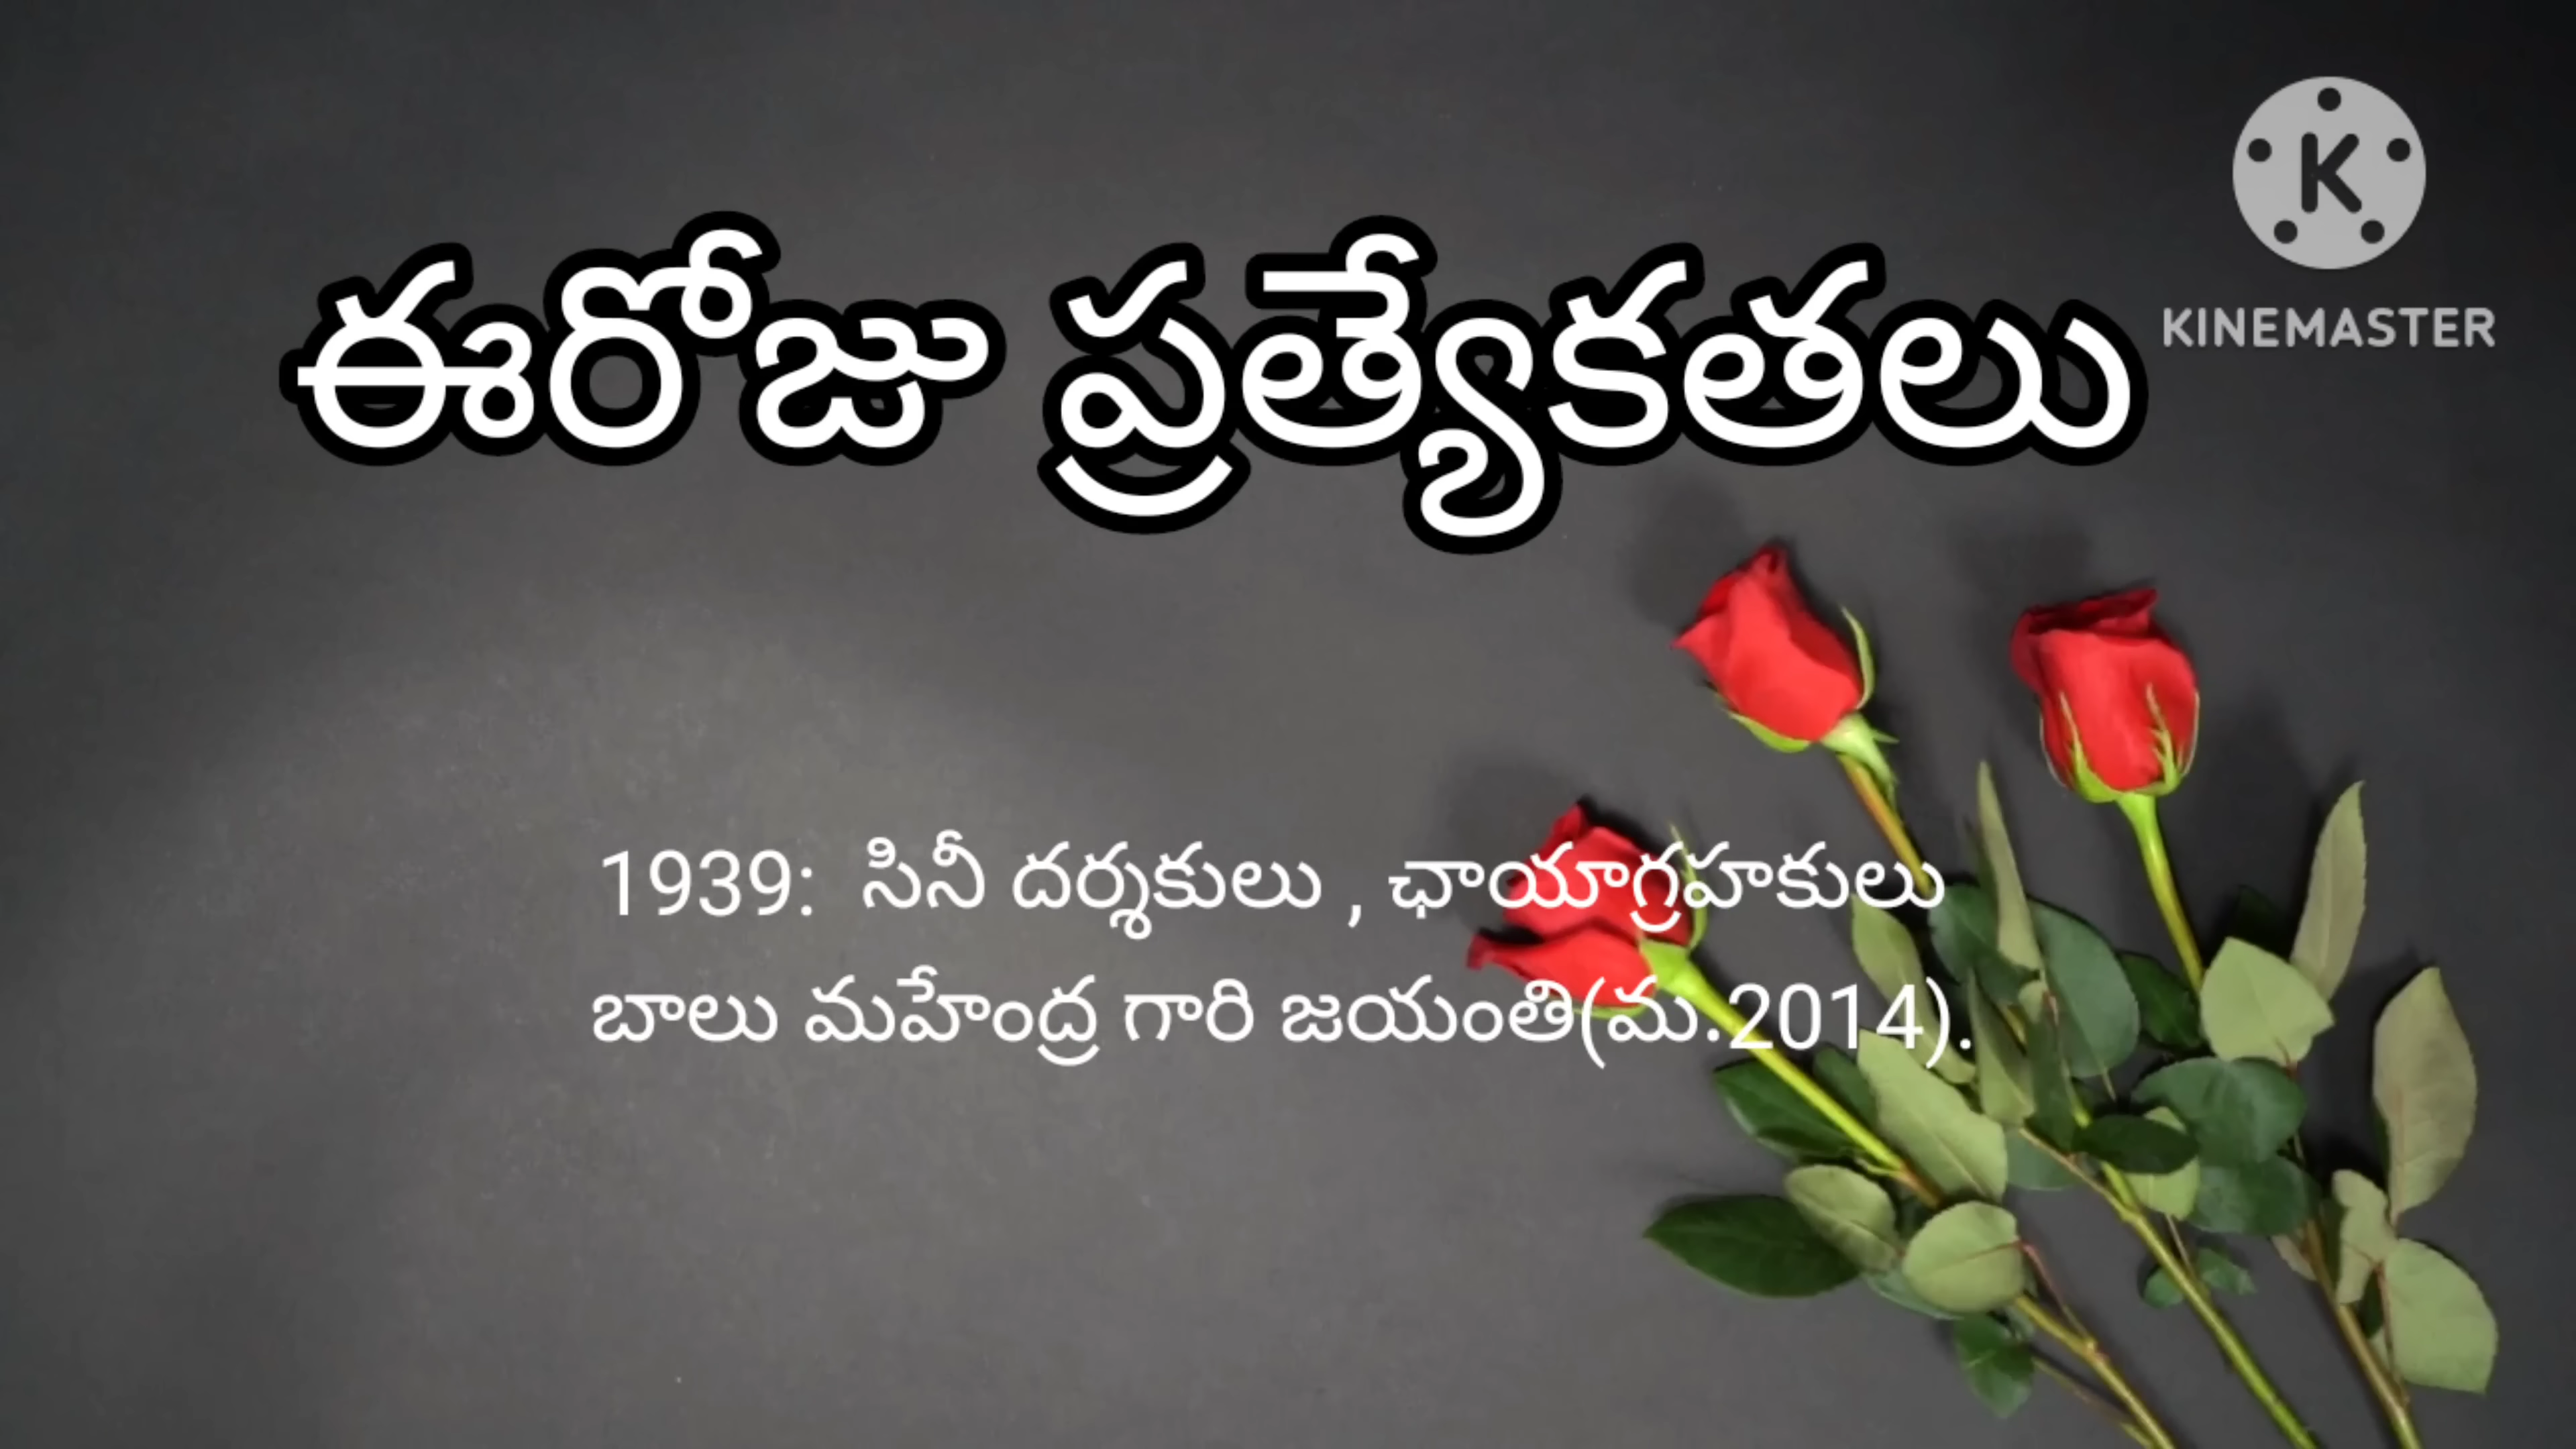 ఈరోజు ప్రత్యేకతలు
K
KINEMASTER
1939: సినీ దర్శకులు , ఛాయాగ్రహకులు
బాలు మహేంద్ర గారి జయంతి(మ.2014).